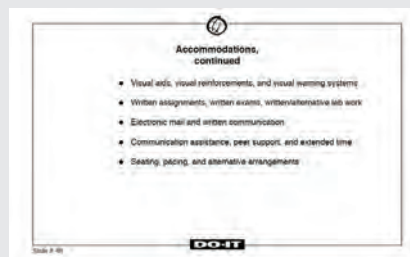 Accommodations,
continued
• Visual aids, visual reinforcements, and visual warning systems
• Written assignments, written exams, written/alternative lab work
• Electronic mail and written communication
• Communication assistance, peer support, and extended time
• Seating, pacing, and alternative arrangements
DO-IT
Slide #